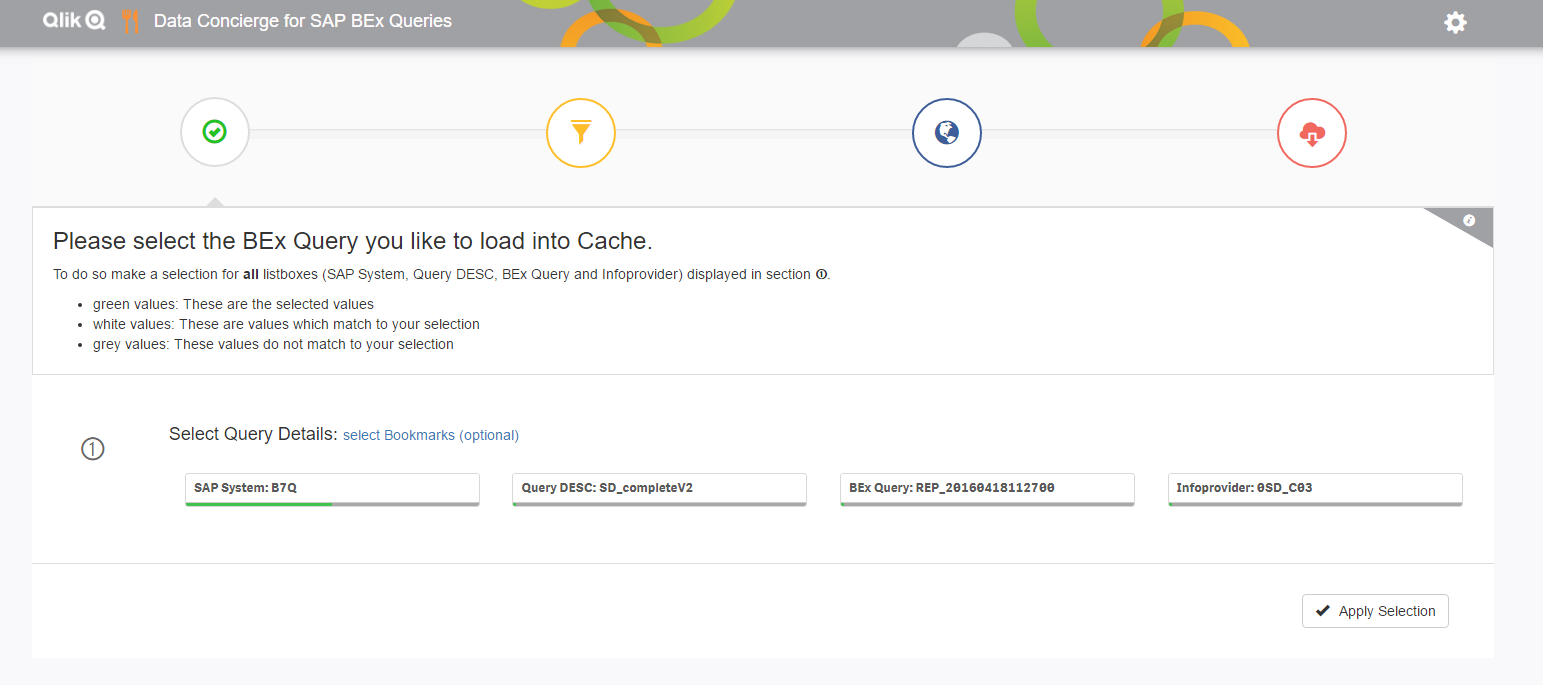 Qlik Data Concierge for SAP BEx Queries
Please select the BEx Query you like to load into Cache.
To do so make a selection for all listboxes (SAP System, Query DESC, BEx Query and Infoprovider) displayed in section ①.
• green values: These are the selected values
• white values: These are values which match to your selection
• grey values: These values do not match to your selection
① Select Query Details: select Bookmarks (optional)
SAP System: B7Q
Query DESC: SD_completeV2
BEx Query: REP_20160418112700
Infoprovider: 0SD_C03
Apply Selection